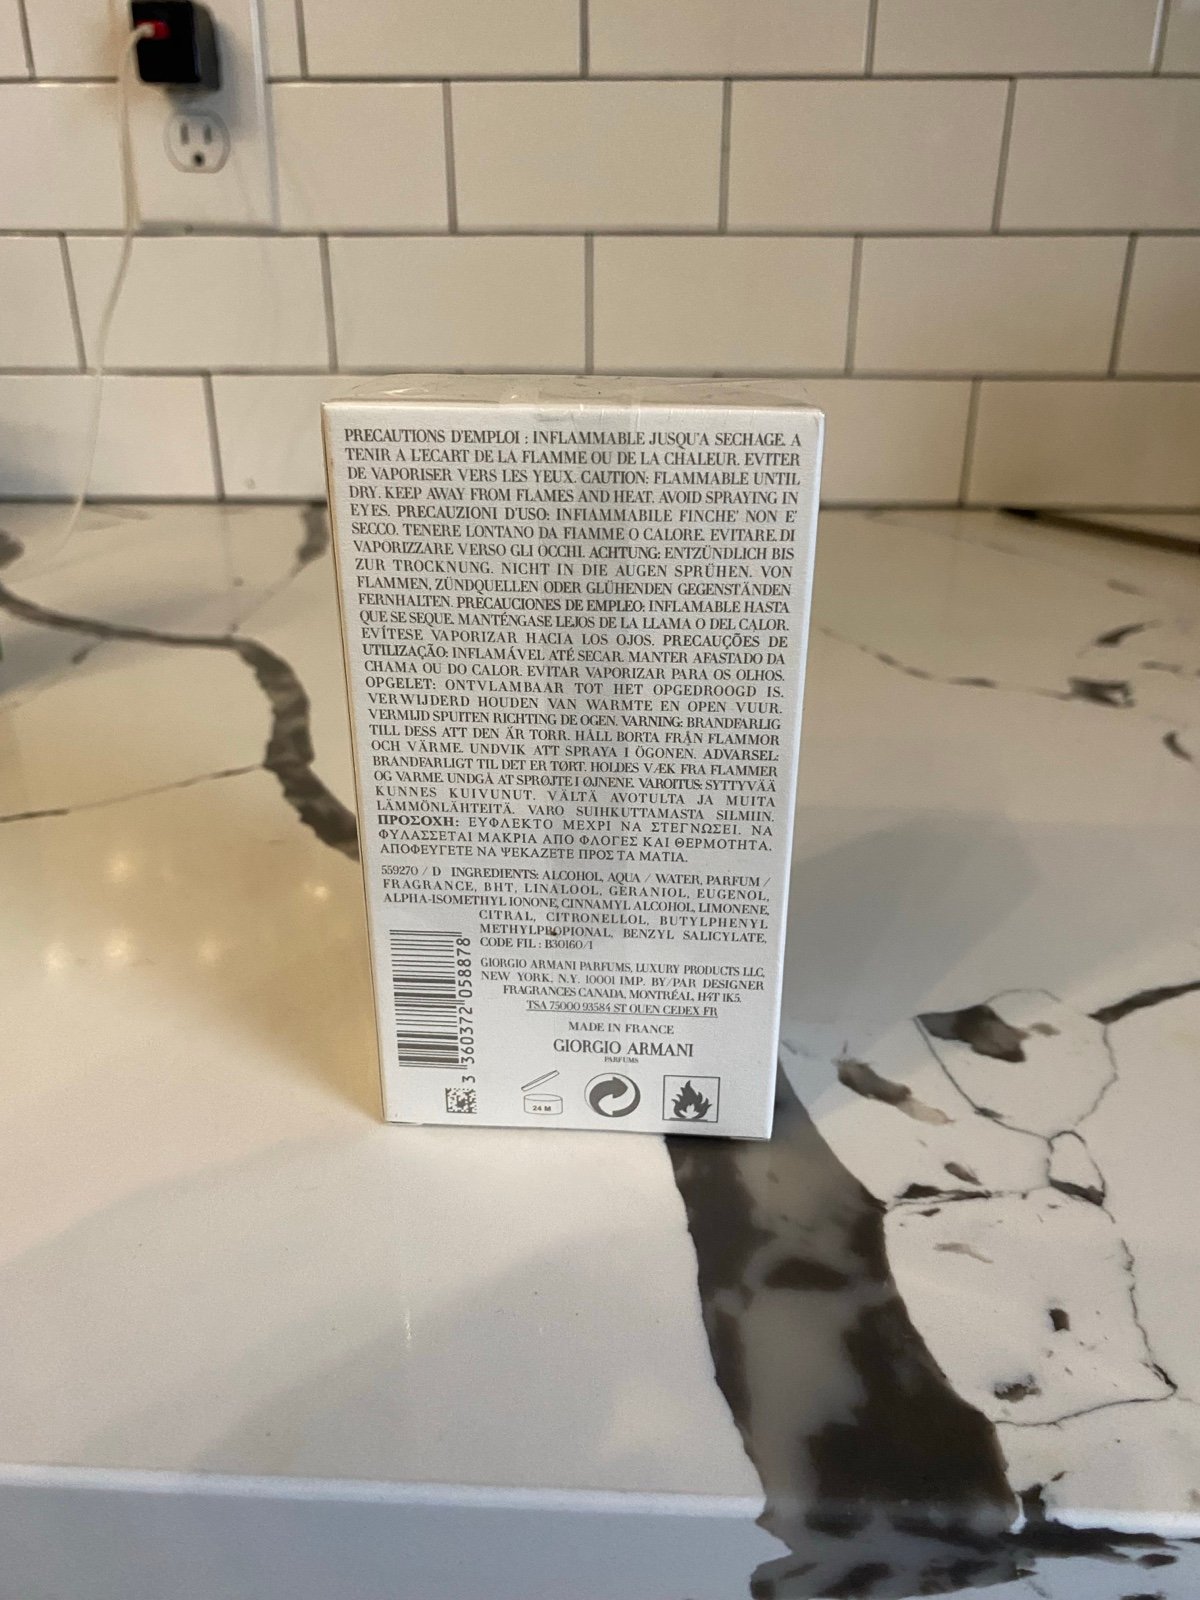 PRECAUTIONS D'EMPLOI : INFLAMMABLE JUSQU'A SECHAGE. A
TENIR A L'ECART DE LA FLAMME OU DE LA CHALEUR. EVITER
DE VAPORISER VERS LES YEUX. CAUTION: FLAMMABLE UNTIL
DRY. KEEP AWAY FROM FLAMES AND HEAT. AVOID SPRAYING IN
EYES. PRECAUZIONI D'USO: INFIAMMABILE FINCHE' NON E'
SECCO. TENERE LONTANO DA FIAMME O CALORE. EVITARE DI
VAPORIZZARE VERSO GLI OCCHI. ACHTUNG: ENTZÜNDLICH BIS
ZUR TROCKNUNG. NICHT IN DIE AUGEN SPRÜHEN. VON
FLAMMEN, ZÜNDQUELLEN ODER GLÜHENDEN GEGENSTÄNDEN
FERNHALTEN. PRECAUCIONES DE EMPLEO: INFLAMABLE HASTA
QUE SE SEQUE. MANTÉNGASE LEJOS DE LA LLAMA O DEL CALOR.
EVÍTESE VAPORIZAR HACIA LOS OJOS. PRECAUÇÕES DE
UTILIZAÇÃO: INFLAMÁVEL ATÉ SECAR. MANTER AFASTADO DA
CHAMA OU DO CALOR. EVITAR VAPORIZAR PARA OS OLHOS.
OPGELET: ONTVLAMBAAR TOT HET OPGEDROOGD IS.
VERWIJDERD HOUDEN VAN WARMTE EN OPEN VUUR.
VERMIJD SPUITEN RICHTING DE OGEN. VARNING: BRANDFARLIG
TILL DESS ATT DEN ÄR TORR. HÅLL BORTA FRÅN FLAMMOR
OCH VÄRME. UNDVIK ATT SPRAYA I ÖGONEN. ADVARSEL:
BRANDFARLIGT TIL DET ER TØRT. HOLDES VÆK FRA FLAMMER
OG VARME. UNDGÅ AT SPRØJTE I ØJNENE. VAROITUS: SYTTYVÄÄ
KUNNES KUIVUNUT. VÄLTÄ AVOTULTA JA MUITA
LÄMMÖNLÄHTEITÄ. VARO SUIHKUTTAMASTA SILMIIN.
ΠΡΟΣΟΧΗ: ΕΥΦΛΕΚΤΟ ΜΕΧΡΙ ΝΑ ΣΤΕΓΝΩΣΕΙ. ΝΑ
ΦΥΛΑΣΣΕΤΑΙ ΜΑΚΡΙΑ ΑΠΟ ΦΛΟΓΕΣ ΚΑΙ ΘΕΡΜΟΤΗΤΑ.
ΑΠΟΦΕΥΓΕΤΕ ΝΑ ΨΕΚΑΖΕΤΕ ΠΡΟΣ ΤΑ ΜΑΤΙΑ.
559270 / D INGREDIENTS: ALCOHOL, AQUA / WATER, PARFUM /
FRAGRANCE, BHT, LINALOOL, GERANIOL, EUGENOL,
ALPHA-ISOMETHYL IONONE, CINNAMYL ALCOHOL, LIMONENE,
CITRAL, CITRONELLOL, BUTYLPHENYL
METHYLPROPIONAL, BENZYL SALICYLATE,
CODE FIL : B30160/1
GIORGIO ARMANI PARFUMS, LUXURY PRODUCTS LLC,
NEW YORK, N.Y. 10001 IMP. BY/PAR DESIGNER
FRAGRANCES CANADA, MONTRÉAL, H4T 1K5.
TSA 75000 93584 ST OUEN CEDEX FR
MADE IN FRANCE
GIORGIO ARMANI
PARFUMS
3 360372 058878
24 M